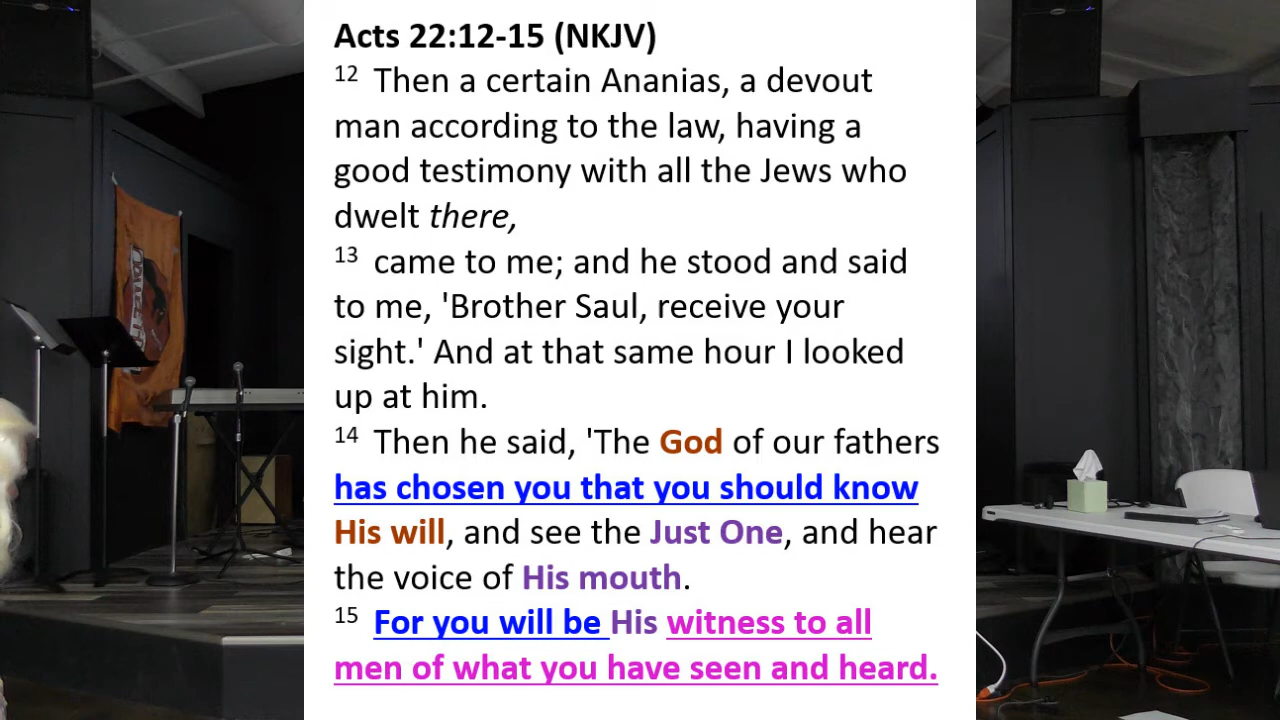 Acts 22:12-15 (NKJV)
12 Then a certain Ananias, a devout
man according to the law, having a
good testimony with all the Jews who
dwelt there,
13 came to me; and he stood and said
to me, 'Brother Saul, receive your
sight.' And at that same hour I looked
up at him.
14 Then he said, 'The God of our fathers
has chosen you that you should know
His will, and see the Just One, and hear
the voice of His mouth.
15 For you will be His witness to all
men of what you have seen and heard.